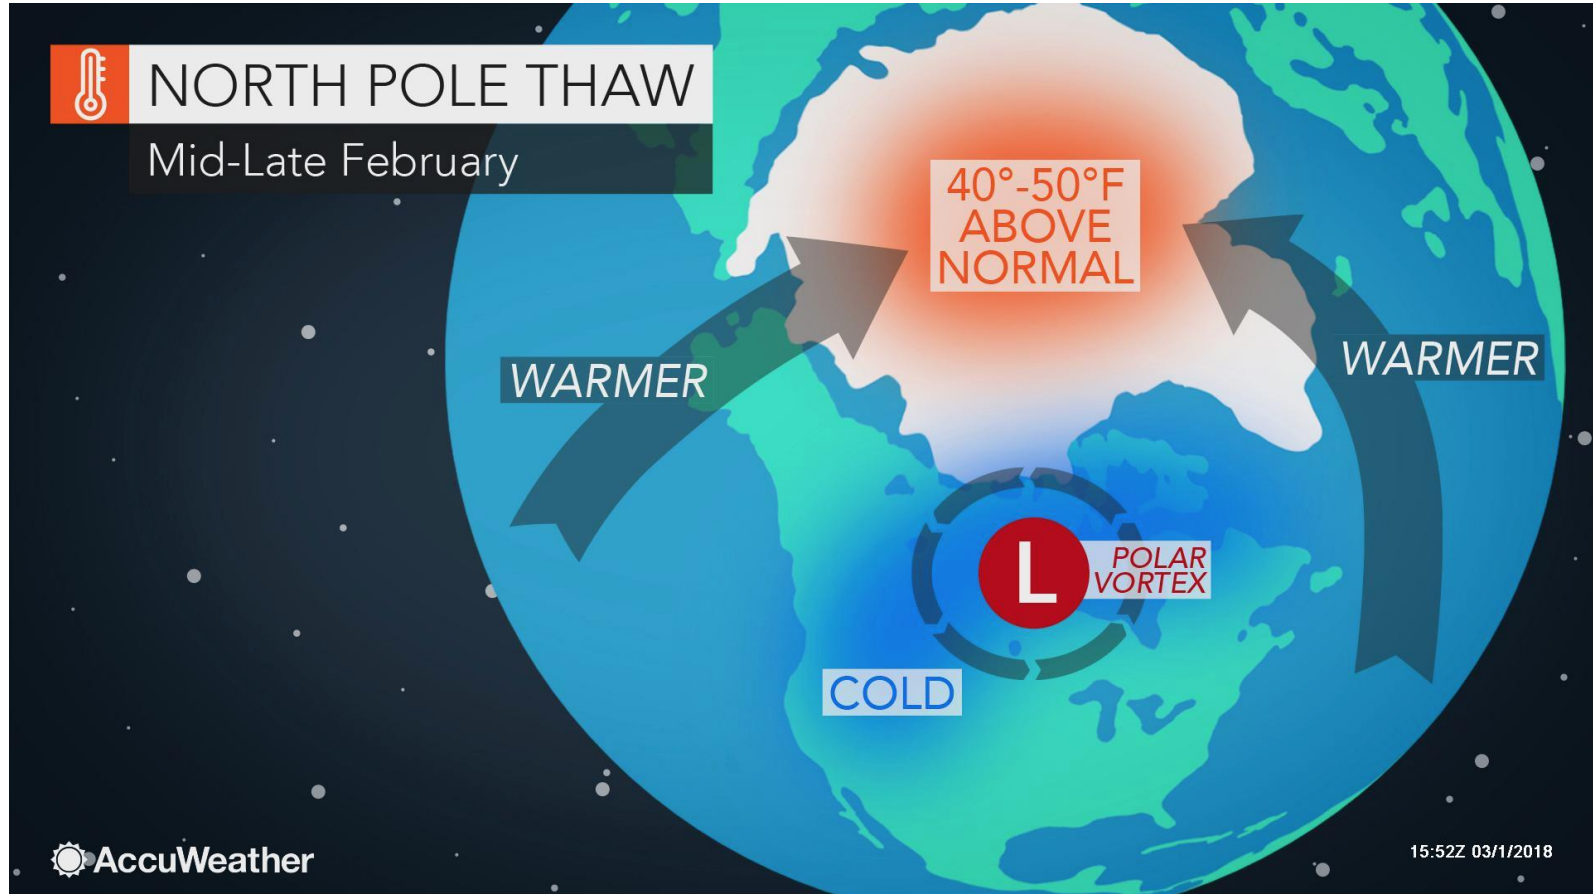 NORTH POLE THAW
Mid-Late February
40°-50°F
ABOVE
NORMAL
WARMER
WARMER
L
POLAR
VORTEX
COLD
AccuWeather
15:52Z 03/1/2018